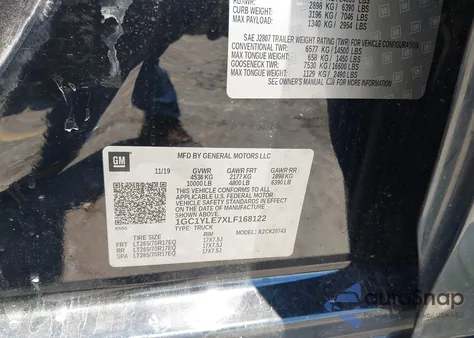 GCWR:
CURB WEIGHT: 2898 KG / 6390 LBS
MAX PAYLOAD: 3196 KG / 7046 LBS
1340 KG / 2954 LBS
SAE J2807 TRAILER WEIGHT RATING (TWR) FOR VEHICLE CONFIGURATION.
CONVENTIONAL TWR: 6577 KG / 14500 LBS
MAX TONGUE WEIGHT: 658 KG / 1450 LBS
GOOSENECK TWR: 7530 KG / 16600 LBS
MAX TONGUE WEIGHT: 1129 KG / 2490 LBS
SEE OWNER'S MANUAL FOR
GM
MFD BY GENERAL MOTORS LLC
11/19 GVWR GAWR FRT GAWR RR
4536 KG 2177 KG 2898 KG
10000 LB 4800 LB 6390 LB
THIS VEHICLE CONFORMS TO ALL
APPLICABLE U.S. FEDERAL MOTOR
VEHICLE SAFETY STANDARDS IN
EFFECT ON THE DATE OF
MANUFACTURE SHOWN ABOVE.
1GC1YLE7XLF168122
TYPE: TRUCK MODEL: K2CK20743
TIRE SIZE RIM
FRT LT265/70R17EQ 17X7.5J
RR LT265/70R17EQ 17X7.5J
SPA LT265/70R17EQ 17X7.5J
autoSnap